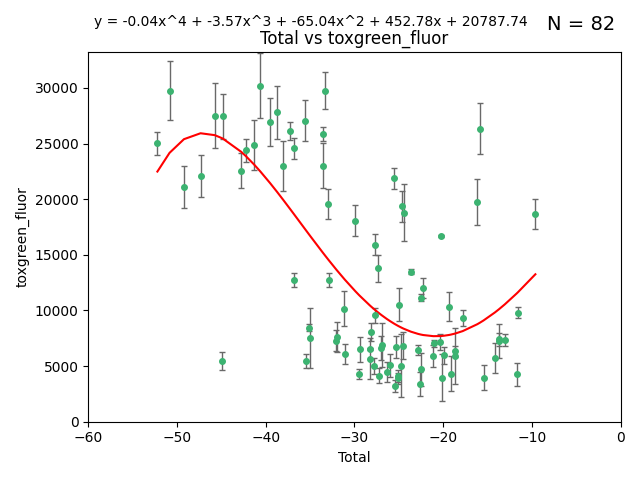 y = -0.04x^4 + -3.57x^3 + -65.04x^2 + 452.78x + 20787.74 N = 82
Total vs toxgreen_fluor
30000
25000
20000
15000
10000
5000
0
toxgreen_fluor
−60 −50 −40 −30 −20 −10 0
Total